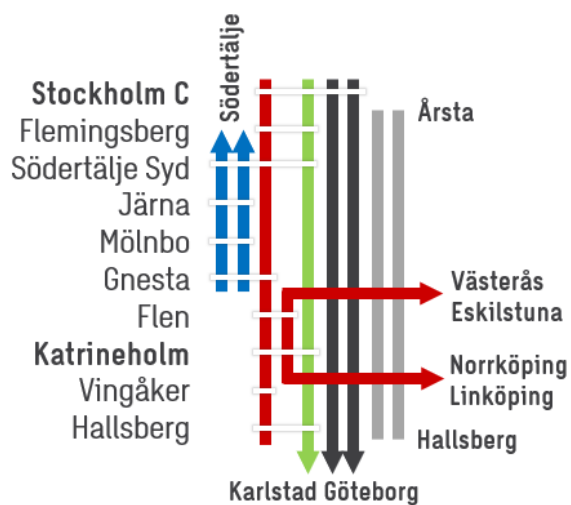 Södertälje
Stockholm C
Flemingsberg
Södertälje Syd
Järna
Mölnbo
Gnesta
Flen
Katrineholm
Vingåker
Hallsberg
Årsta
Västerås
Eskilstuna
Norrköping
Linköping
Hallsberg
Karlstad Göteborg